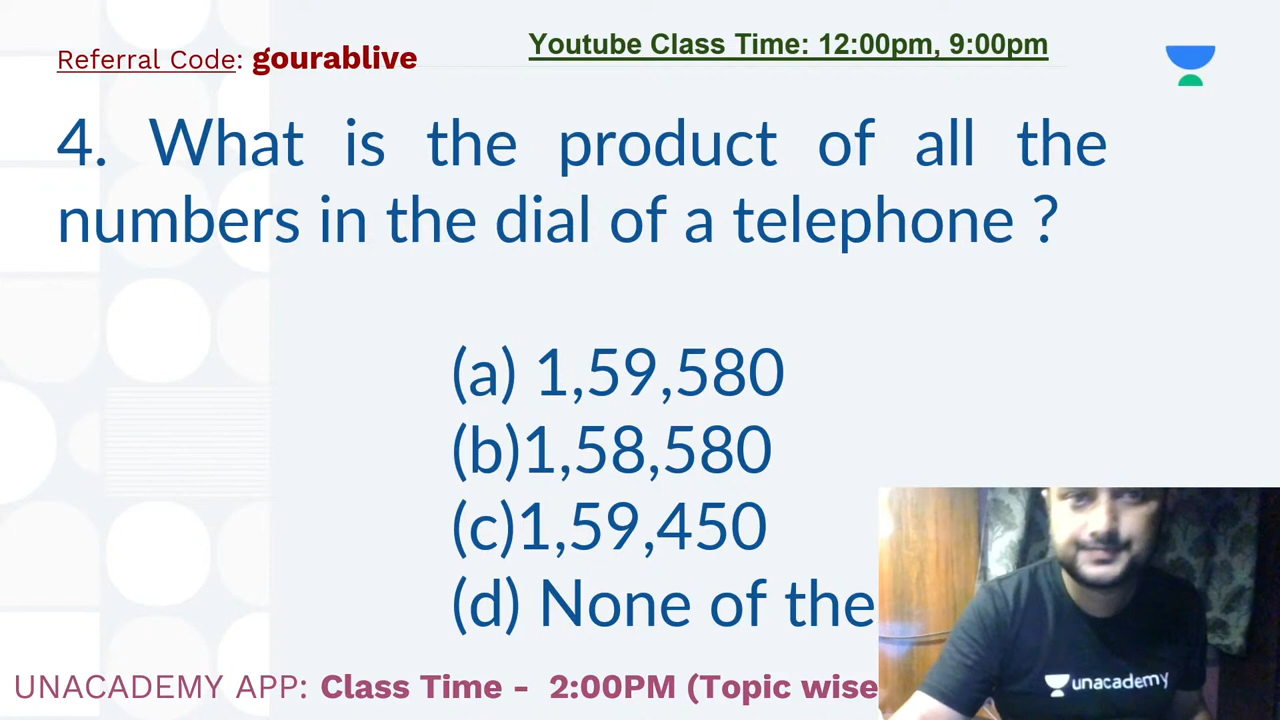 Referral Code: gourablive
Youtube Class Time: 12:00pm, 9:00pm
4. What is the product of all the
numbers in the dial of a telephone ?
(a) 1,59,580
(b)1,58,580
(c)1,59,450
(d) None of the
UNACADEMY APP: Class Time - 2:00PM (Topic wise
unacademy